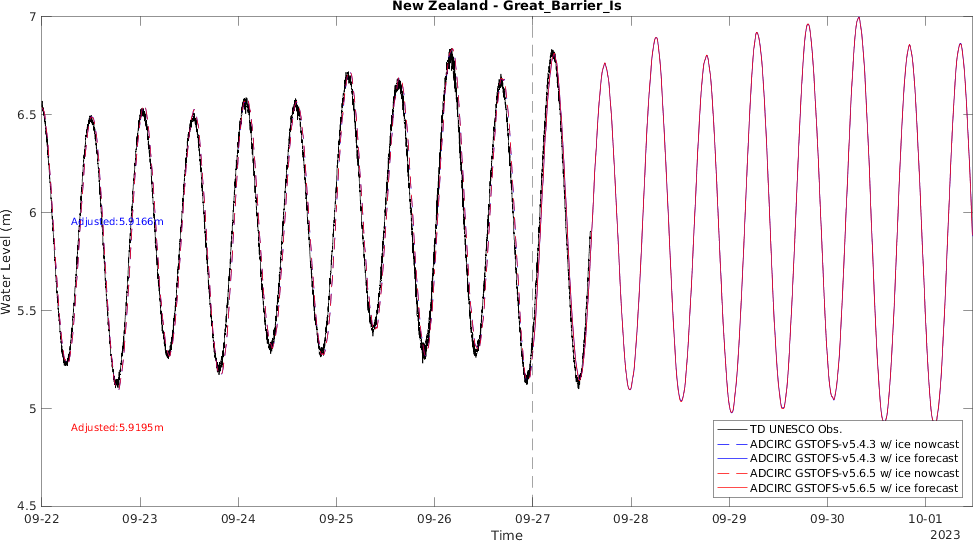 New Zealand - Great_Barrier_Is
7
6.5
6
5.5
5
4.5
Water Level (m)
Adjusted:5.9166m
Adjusted:5.9195m
TD UNESCO Obs.
ADCIRC GSTOFS-v5.4.3 w/ ice nowcast
ADCIRC GSTOFS-v5.4.3 w/ ice forecast
ADCIRC GSTOFS-v5.6.5 w/ ice nowcast
ADCIRC GSTOFS-v5.6.5 w/ ice forecast
09-22 09-23 09-24 09-25 09-26 09-27 09-28 09-29 09-30 10-01
Time
2023